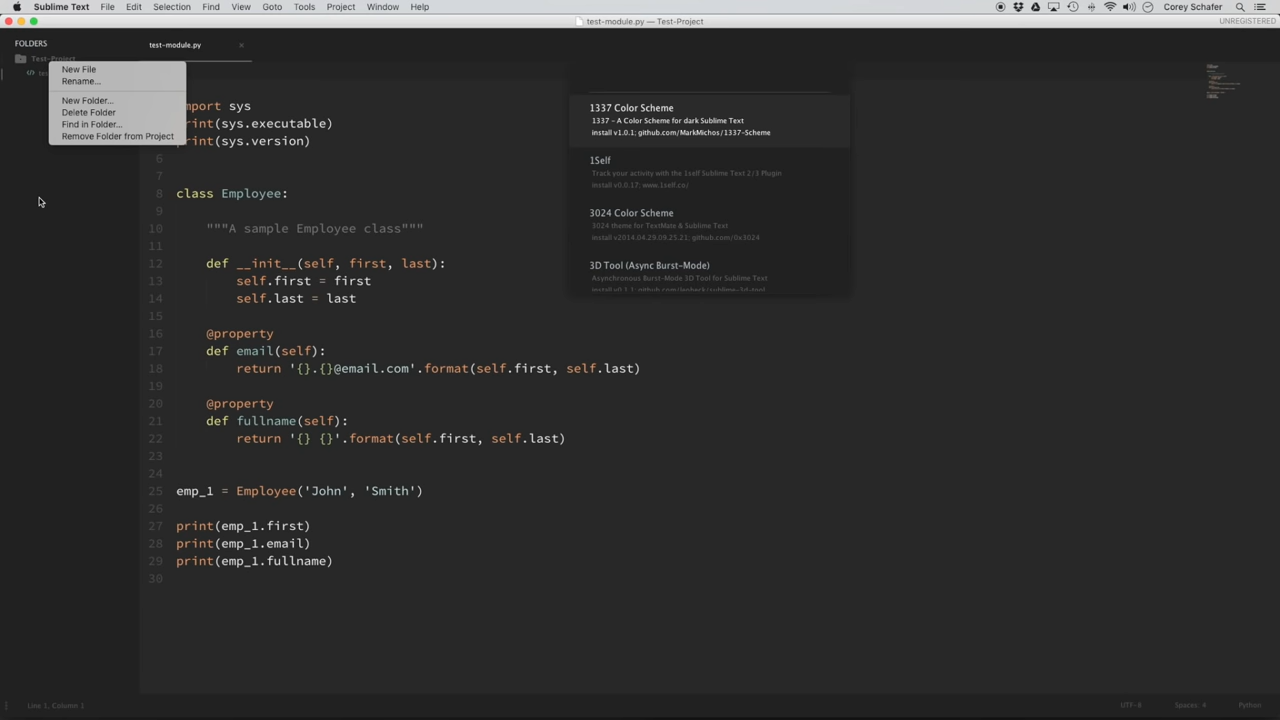 Sublime Text File Edit Selection Find View Goto Tools Project Window Help Corey Schafer
test-module.py — Test-Project UNREGISTERED
FOLDERS
Test-Project
test-module.py ×
New File
Rename...
New Folder...
Delete Folder
Find in Folder...
Remove Folder from Project
import sys
print(sys.executable)
print(sys.version)
6
7
8 class Employee:
9
10 """A sample Employee class"""
11
12 def __init__(self, first, last):
13 self.first = first
14 self.last = last
16 @property
17 def email(self):
18 return '{}.{}@email.com'.format(self.first, self.last)
19
20 @property
21 def fullname(self):
22 return '{} {}'.format(self.first, self.last)
23
24
25 emp_1 = Employee('John', 'Smith')
26
27 print(emp_1.first)
28 print(emp_1.email)
29 print(emp_1.fullname)
30
1337 Color Scheme
1337 - A Color Scheme for dark Sublime Text
install v1.0.1; github.com/MarkMichos/1337-Scheme
1Self
Track your activity with the 1self Sublime Text 2/3 Plugin
install v0.0.17; www.1self.co/
3024 Color Scheme
3024 theme for TextMate & Sublime Text
install v2014.04.29.09.25.21; github.com/0x3024
3D Tool (Async Burst-Mode)
Asynchronous Burst-Mode 3D Tool for Sublime Text
Line 1, Column 1 UTF-8 Spaces: 4 Python